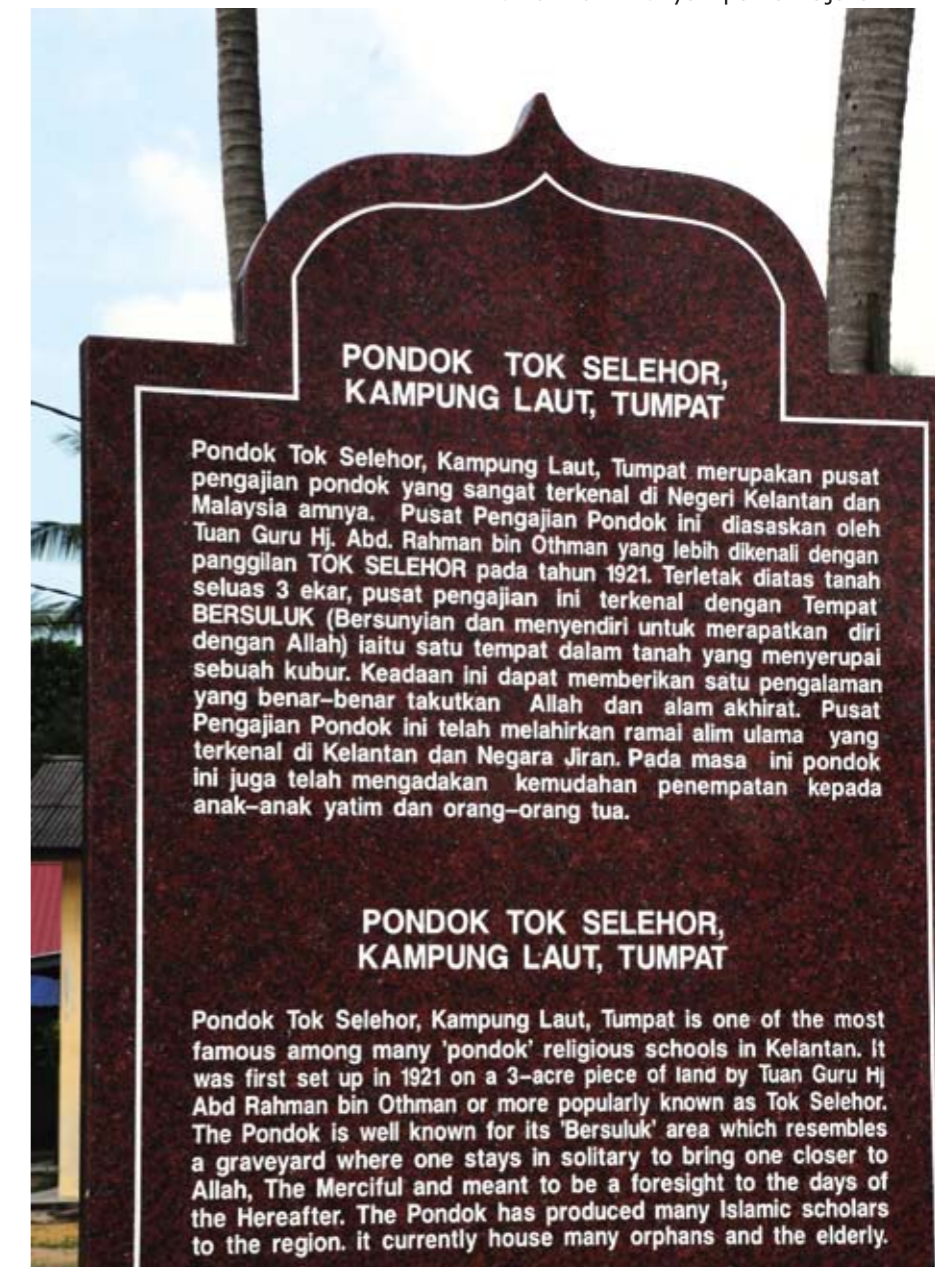 PONDOK TOK SELEHOR,
KAMPUNG LAUT, TUMPAT
Pondok Tok Selehor, Kampung Laut, Tumpat merupakan pusat
pengajian pondok yang sangat terkenal di Negeri Kelantan dan
Malaysia amnya. Pusat Pengajian Pondok ini diasaskan oleh
Tuan Guru Hj. Abd. Rahman bin Othman yang lebih dikenali dengan
panggilan TOK SELEHOR pada tahun 1921. Terletak diatas tanah
seluas 3 ekar, pusat pengajian ini terkenal dengan Tempat
BERSULUK (Bersunyian dan menyendiri untuk merapatkan diri
dengan Allah) iaitu satu tempat dalam tanah yang menyerupai
sebuah kubur. Keadaan ini dapat memberikan satu pengalaman
yang benar–benar takutkan Allah dan alam akhirat. Pusat
Pengajian Pondok ini telah melahirkan ramai alim ulama yang
terkenal di Kelantan dan Negara Jiran. Pada masa ini pondok
ini juga telah mengadakan kemudahan penempatan kepada
anak–anak yatim dan orang–orang tua.
PONDOK TOK SELEHOR,
KAMPUNG LAUT, TUMPAT
Pondok Tok Selehor, Kampung Laut, Tumpat is one of the most
famous among many 'pondok' religious schools in Kelantan. It
was first set up in 1921 on a 3–acre piece of land by Tuan Guru Hj
Abd Rahman bin Othman or more popularly known as Tok Selehor.
The Pondok is well known for its 'Bersuluk' area which resembles
a graveyard where one stays in solitary to bring one closer to
Allah, The Merciful and meant to be a foresight to the days of
the Hereafter. The Pondok has produced many Islamic scholars
to the region. it currently house many orphans and the elderly.